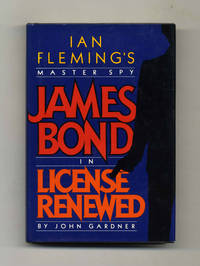 IAN
FLEMING'S
MASTER SPY
JAMES
BOND
IN
LICENSE
RENEWED
BY JOHN GARDNER